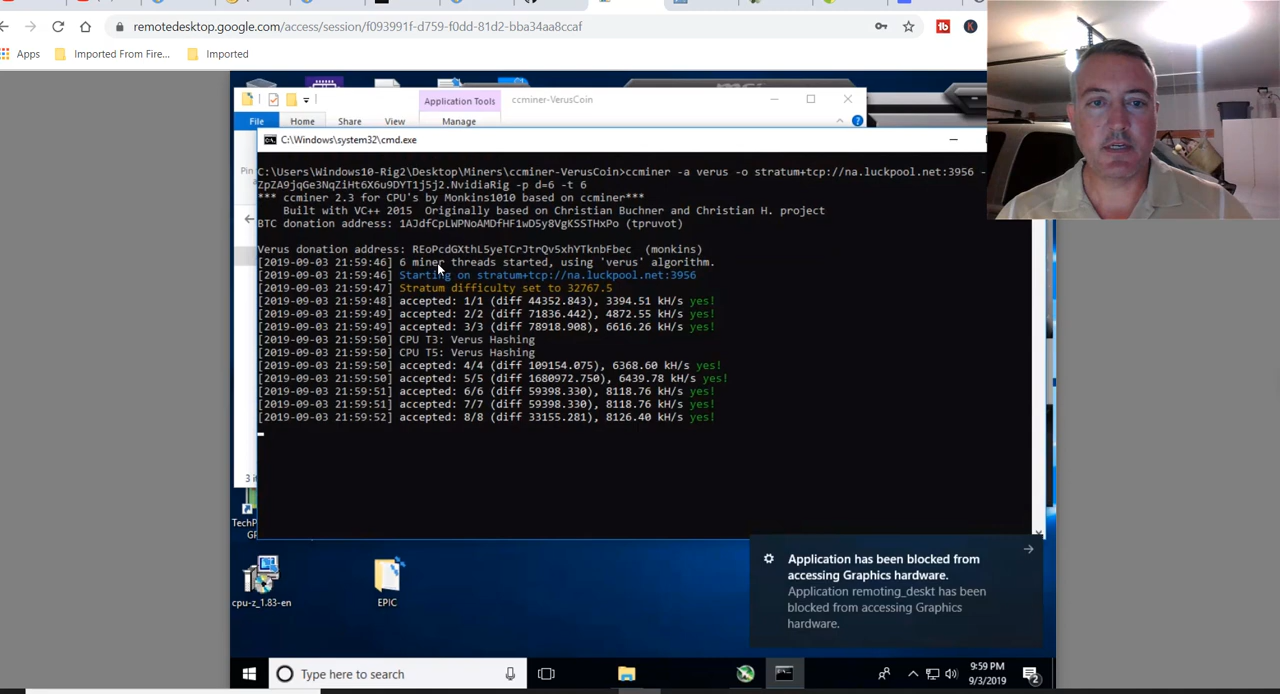 remotedesktop.google.com/access/session/f093991f-d759-f0dd-81d2-bba34aa8ccaf
Apps Imported From Fire... Imported
Application Tools ccminer-VerusCoin
File Home Share View Manage
C:\Windows\system32\cmd.exe
Pin
C:\Users\Windows10-Rig2\Desktop\Miners\ccminer-VerusCoin>ccminer -a verus -o stratum+tcp://na.luckpool.net:3956 -
ZpZA9jqGe3NqZiHt6X6u9DYT1j5j2.NvidiaRig -p d=6 -t 6
*** ccminer 2.3 for CPU's by Monkins1010 based on ccminer***
Built with VC++ 2015 Originally based on Christian Buchner and Christian H. project
BTC donation address: 1AJdfCpLWPNoAMDfHF1wD5y8VgKSSTHxPo (tpruvot)
Verus donation address: REoPcdGXthL5yeTCrJtrQv5xhYTknbFbec (monkins)
[2019-09-03 21:59:46] 6 miner threads started, using 'verus' algorithm.
[2019-09-03 21:59:46] Starting on stratum+tcp://na.luckpool.net:3956
[2019-09-03 21:59:47] Stratum difficulty set to 32767.5
[2019-09-03 21:59:48] accepted: 1/1 (diff 44352.843), 3394.51 kH/s yes!
[2019-09-03 21:59:49] accepted: 2/2 (diff 71836.442), 4872.55 kH/s yes!
[2019-09-03 21:59:49] accepted: 3/3 (diff 78918.908), 6616.26 kH/s yes!
[2019-09-03 21:59:50] CPU T3: Verus Hashing
[2019-09-03 21:59:50] CPU T5: Verus Hashing
[2019-09-03 21:59:50] accepted: 4/4 (diff 109154.075), 6368.60 kH/s yes!
[2019-09-03 21:59:50] accepted: 5/5 (diff 1680972.750), 6439.78 kH/s yes!
[2019-09-03 21:59:51] accepted: 6/6 (diff 59398.330), 8118.76 kH/s yes!
[2019-09-03 21:59:51] accepted: 7/7 (diff 59398.330), 8118.76 kH/s yes!
[2019-09-03 21:59:52] accepted: 8/8 (diff 33155.281), 8126.40 kH/s yes!
3 i
TechP
GP
cpu-z_1.83-en
EPIC
Application has been blocked from
accessing Graphics hardware.
Application remoting_deskt has been
blocked from accessing Graphics
hardware.
Type here to search
9:59 PM
9/3/2019
2